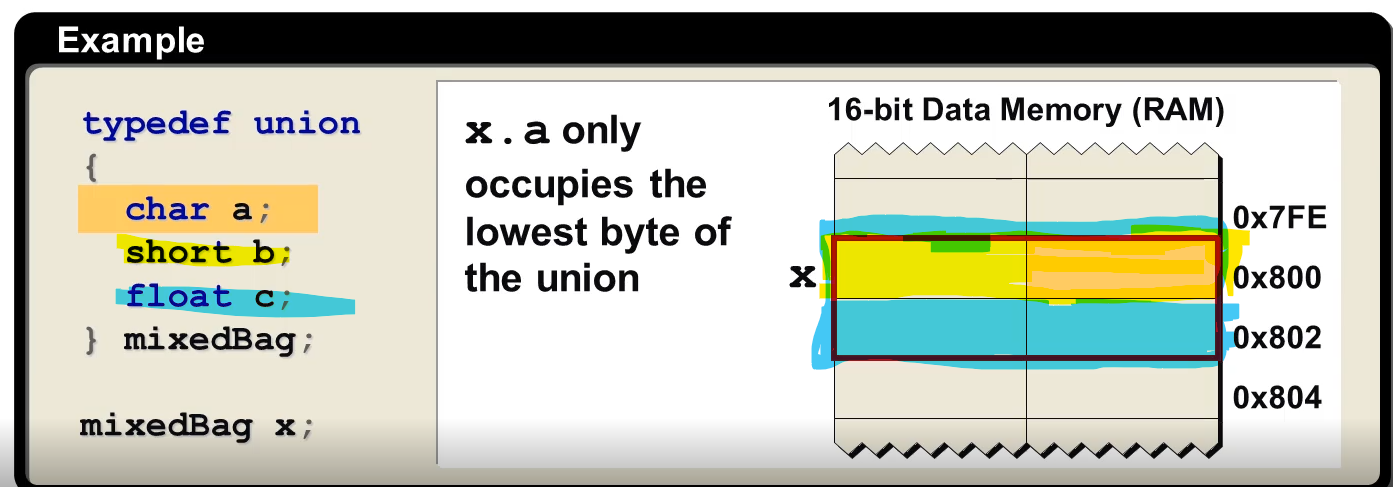 Example
typedef union
{
char a;
short b;
float c;
} mixedBag;
mixedBag x;
x.a only
occupies the
lowest byte of
the union
16-bit Data Memory (RAM)
x
0x7FE
0x800
0x802
0x804